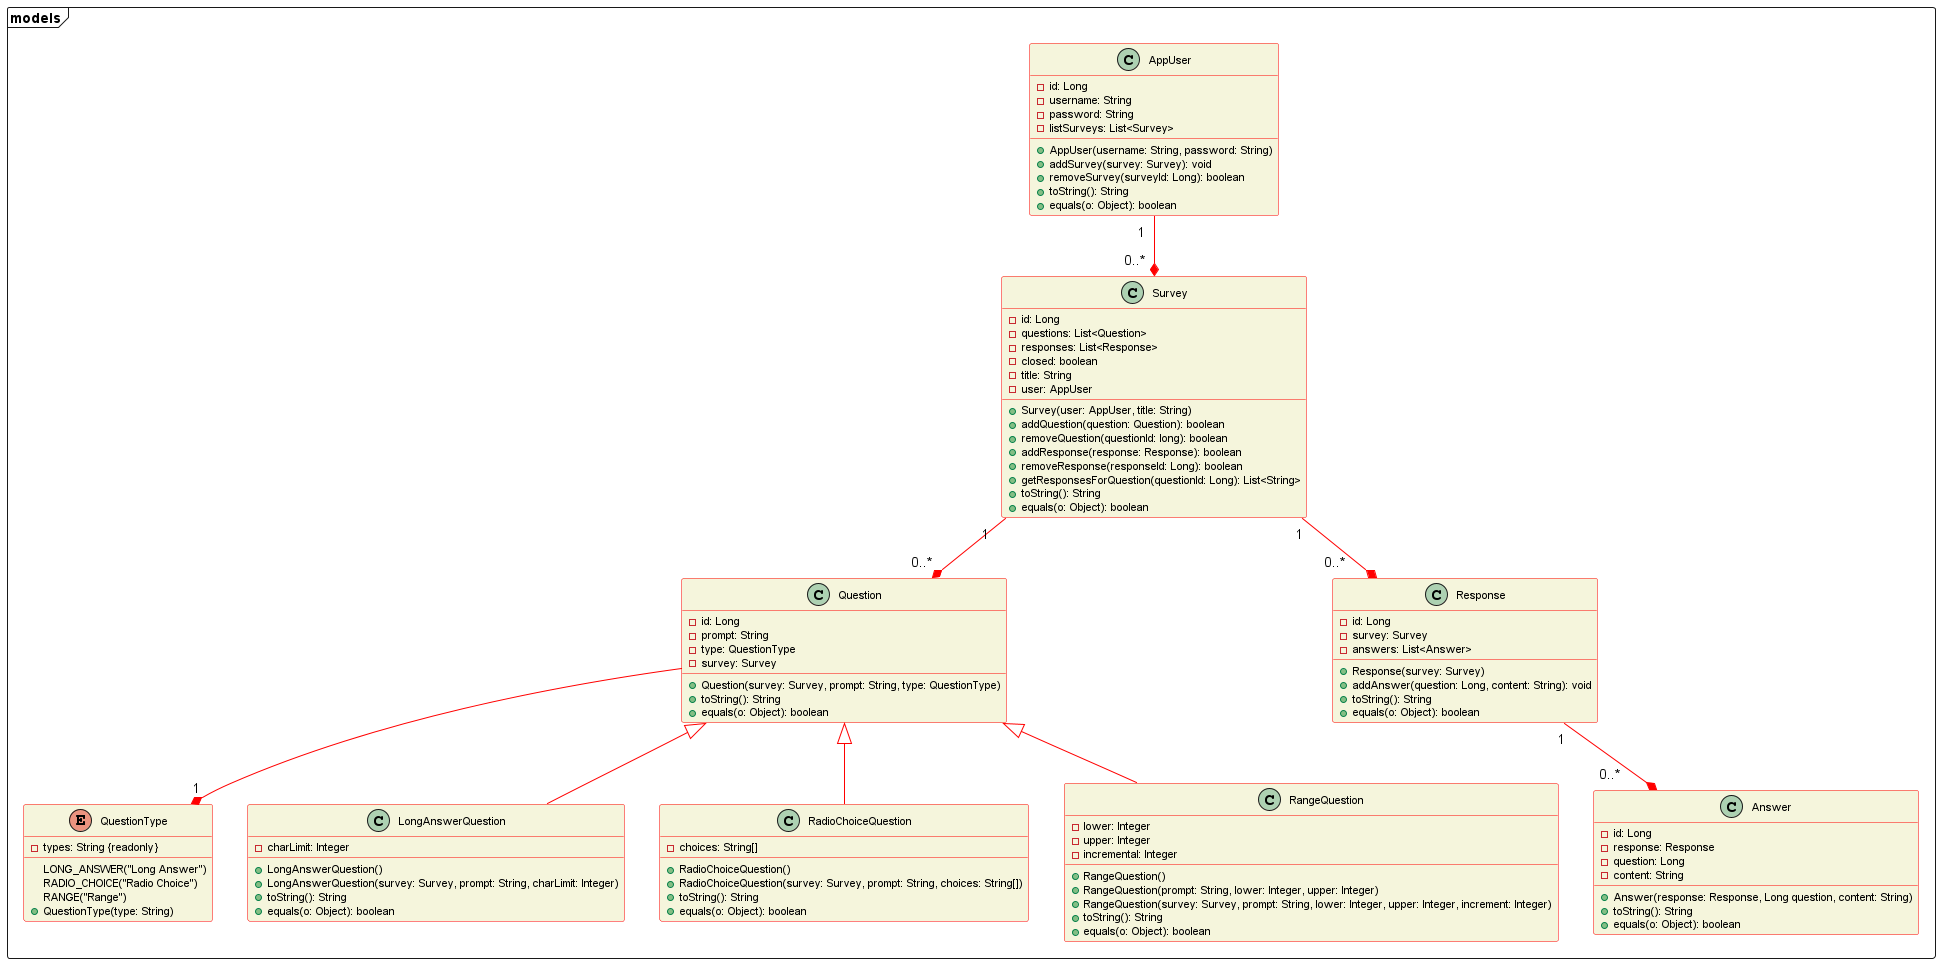 models
C AppUser
id: Long
username: String
password: String
listSurveys: List<Survey>
AppUser(username: String, password: String)
addSurvey(survey: Survey): void
removeSurvey(surveyId: Long): boolean
toString(): String
equals(o: Object): boolean
1
0..*
C Survey
id: Long
questions: List<Question>
responses: List<Response>
closed: boolean
title: String
user: AppUser
Survey(user: AppUser, title: String)
addQuestion(question: Question): boolean
removeQuestion(questionId: long): boolean
addResponse(response: Response): boolean
removeResponse(responseId: Long): boolean
getResponsesForQuestion(questionId: Long): List<String>
toString(): String
equals(o: Object): boolean
1
0..*
1
0..*
C Question
id: Long
prompt: String
type: QuestionType
survey: Survey
Question(survey: Survey, prompt: String, type: QuestionType)
toString(): String
equals(o: Object): boolean
C Response
id: Long
survey: Survey
answers: List<Answer>
Response(survey: Survey)
addAnswer(question: Long, content: String): void
toString(): String
equals(o: Object): boolean
1
1
0..*
E QuestionType
types: String {readonly}
LONG_ANSWER("Long Answer")
RADIO_CHOICE("Radio Choice")
RANGE("Range")
QuestionType(type: String)
C LongAnswerQuestion
charLimit: Integer
LongAnswerQuestion()
LongAnswerQuestion(survey: Survey, prompt: String, charLimit: Integer)
toString(): String
equals(o: Object): boolean
C RadioChoiceQuestion
choices: String[]
RadioChoiceQuestion()
RadioChoiceQuestion(survey: Survey, prompt: String, choices: String[])
toString(): String
equals(o: Object): boolean
C RangeQuestion
lower: Integer
upper: Integer
incremental: Integer
RangeQuestion()
RangeQuestion(prompt: String, lower: Integer, upper: Integer)
RangeQuestion(survey: Survey, prompt: String, lower: Integer, upper: Integer, increment: Integer)
toString(): String
equals(o: Object): boolean
C Answer
id: Long
response: Response
question: Long
content: String
Answer(response: Response, Long question, content: String)
toString(): String
equals(o: Object): boolean